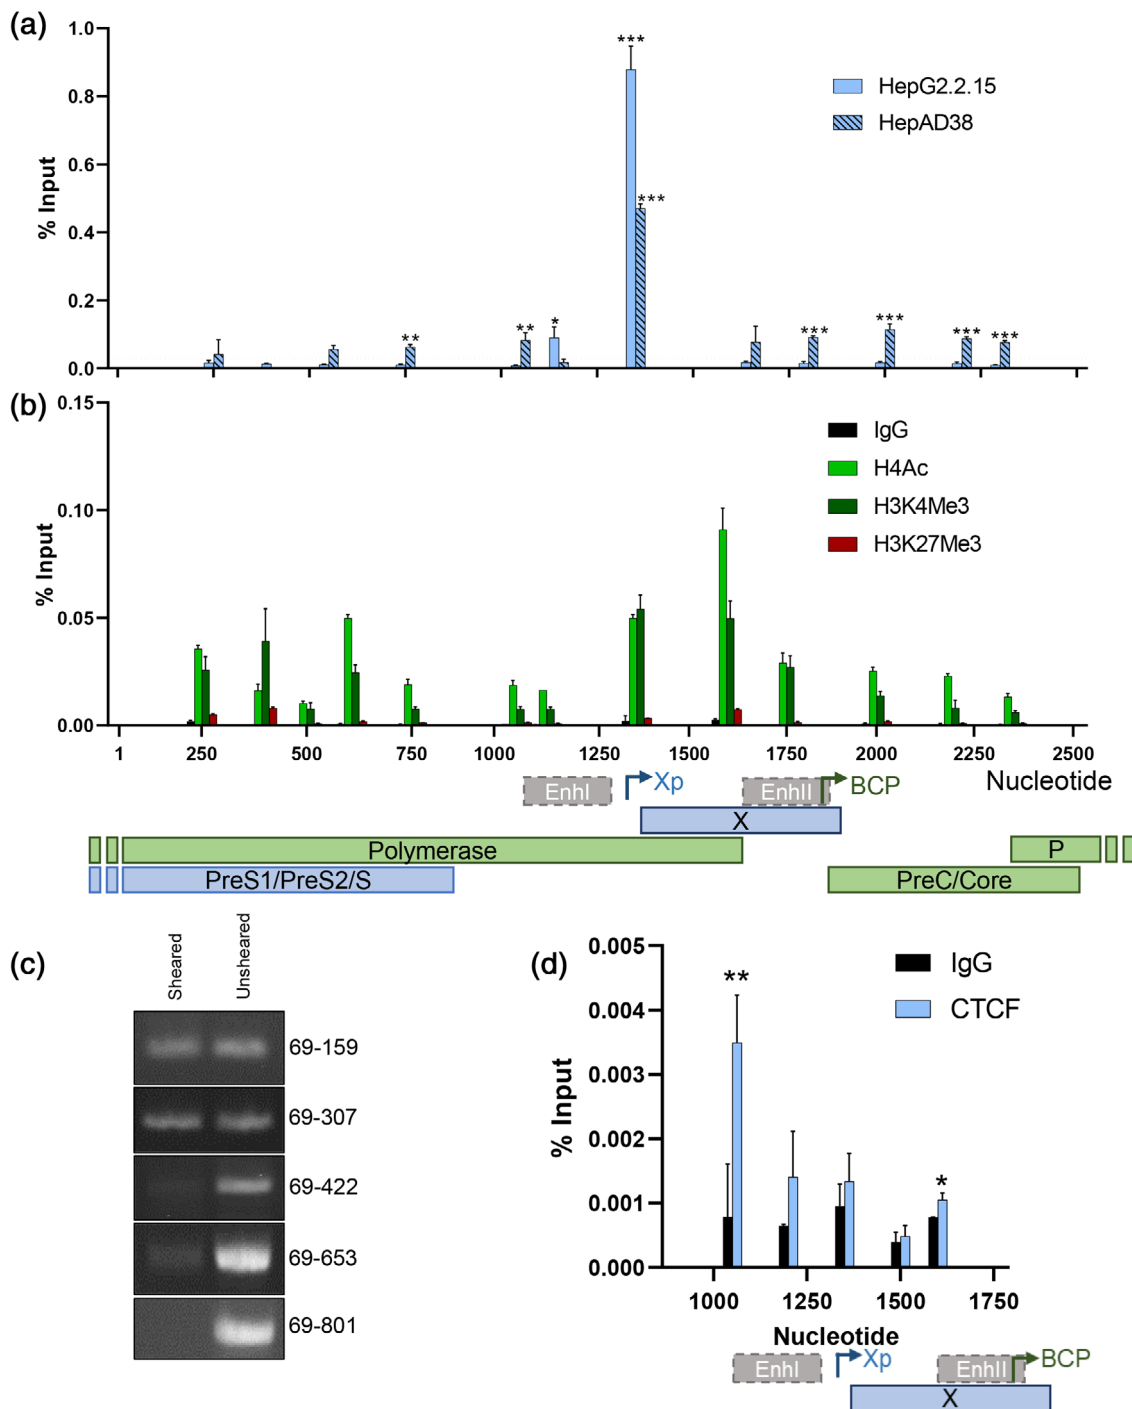 (a)
1.0
0.8
0.6
0.4
0.2
0.0
% Input
HepG2.2.15
HepAD38
**
**
*
***
***
***
***
***
***
(b)
0.15
0.10
0.05
0.00
% Input
IgG
H4Ac
H3K4Me3
H3K27Me3
1 250 500 750 1000 1250 1500 1750 2000 2250 2500
Nucleotide
EnhI Xp EnhII BCP
X
Polymerase P
PreS1/PreS2/S PreC/Core
(c)
Sheared
Unsheared
69-159
69-307
69-422
69-653
69-801
(d)
0.005
0.004
0.003
0.002
0.001
0.000
% Input
IgG
CTCF
**
*
1000 1250 1500 1750
Nucleotide
EnhI Xp EnhII BCP
X